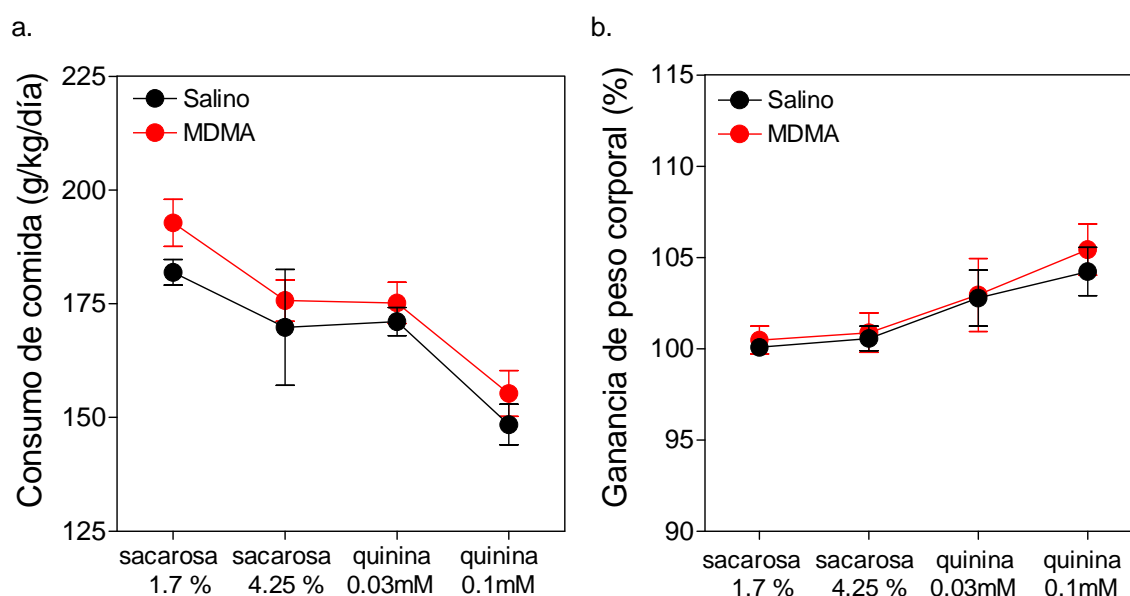 a.
Consumo de comida (g/kg/día)
225
200
175
150
125
Salino
MDMA
sacarosa
1.7 %
sacarosa
4.25 %
quinina
0.03mM
quinina
0.1mM
b.
Ganancia de peso corporal (%)
115
110
105
100
95
90
Salino
MDMA
sacarosa
1.7 %
sacarosa
4.25 %
quinina
0.03mM
quinina
0.1mM